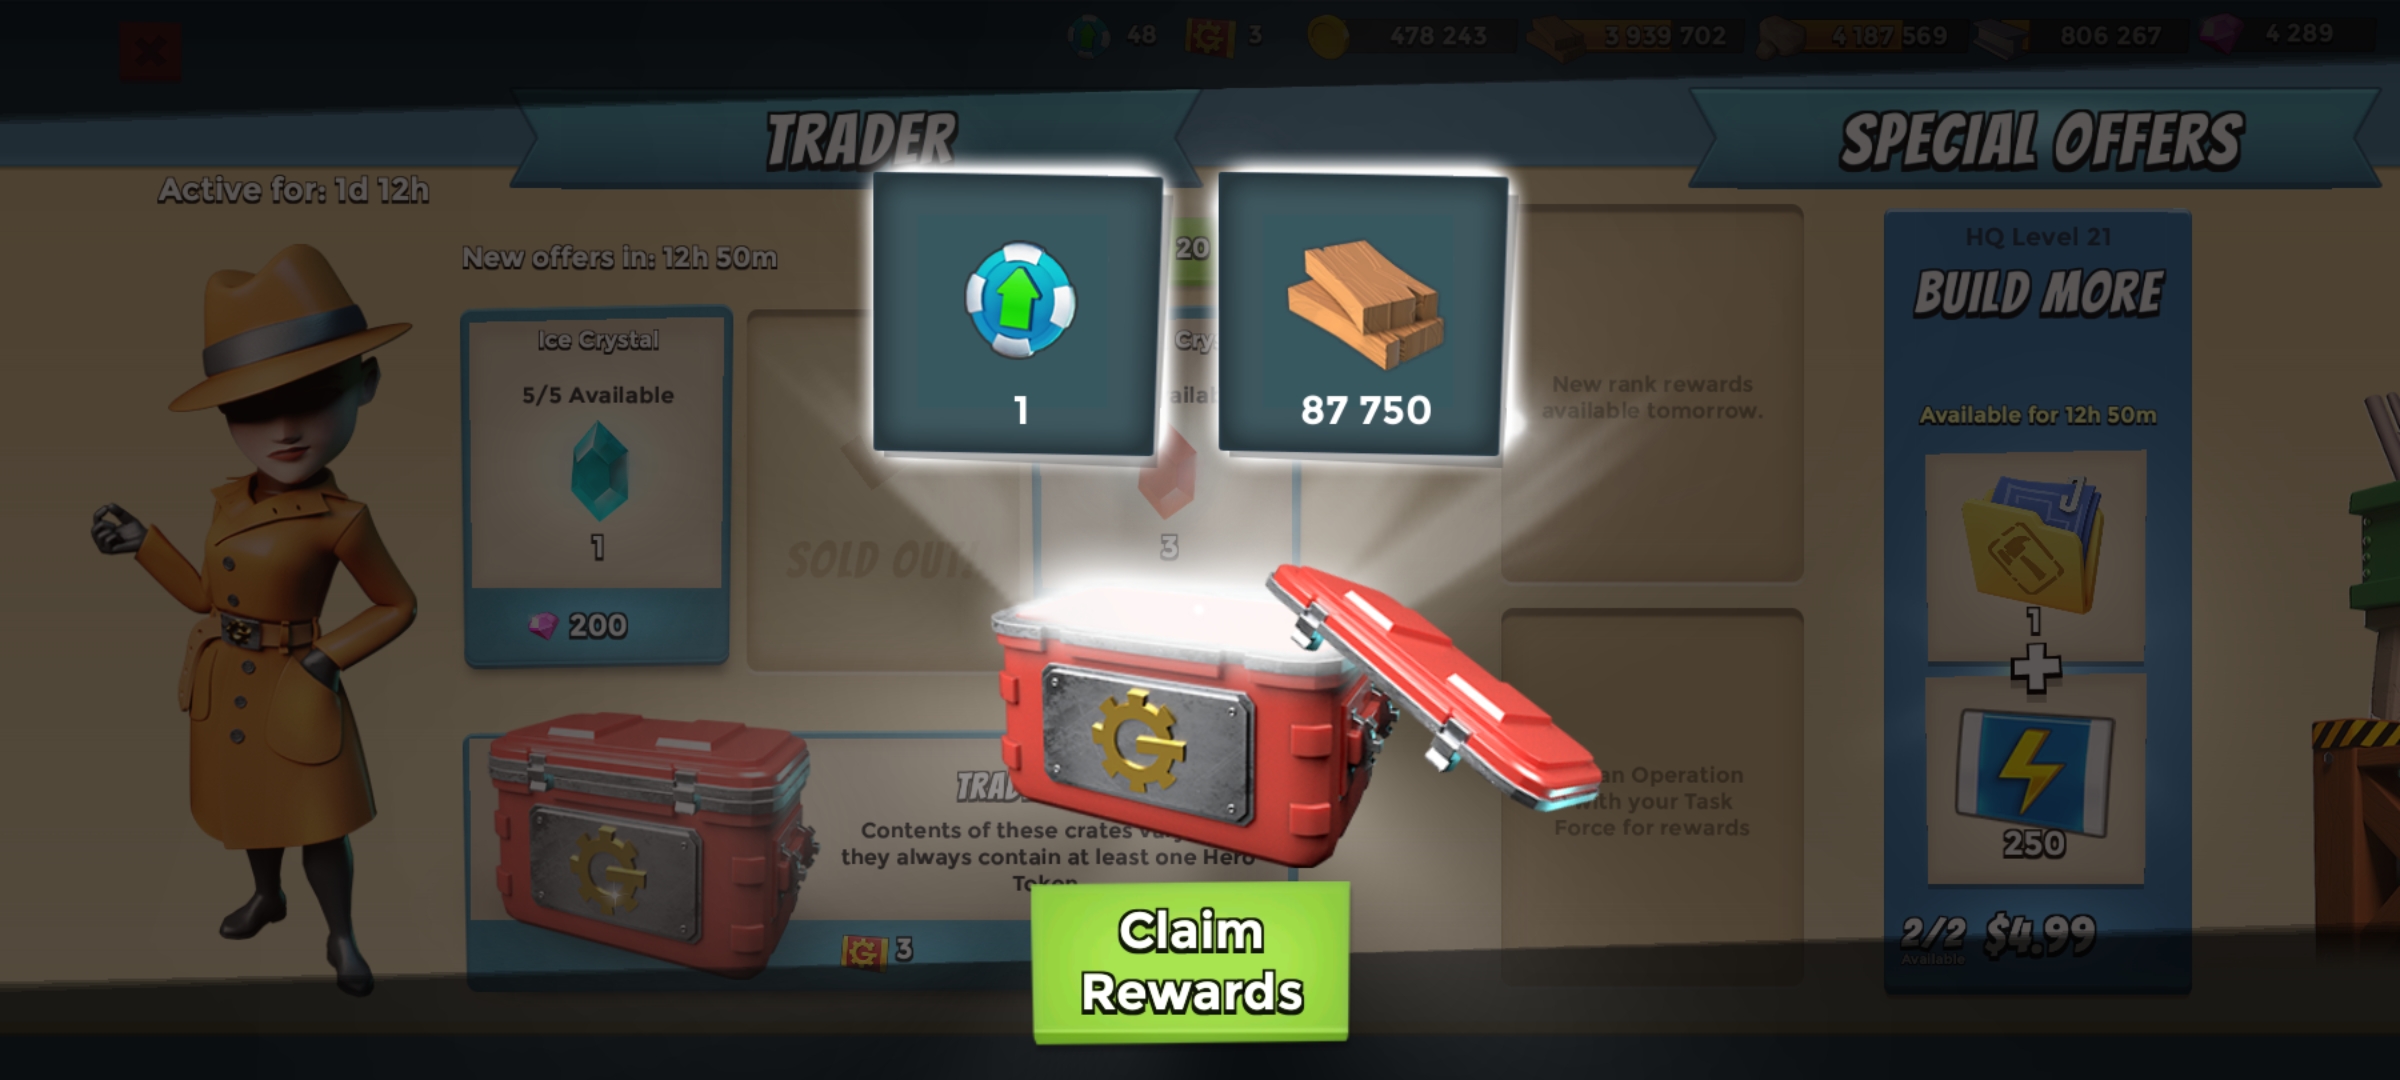 48
3
478 243
3 939 702
4 187 569
806 267
4 289
TRADER
SPECIAL OFFERS
Active for: 1d 12h
New offers in: 12h 50m
20
Ice Crystal
5/5 Available
1
200
SOLD OUT!
3
1
87 750
New rank rewards
available tomorrow.
HQ Level 21
BUILD MORE
Available for 12h 50m
1
250
2/2
Available
$4.99
Contents of these crates
they always contain at least one Hero
Token
3
an Operation
with your Task
Force for rewards
Claim
Rewards